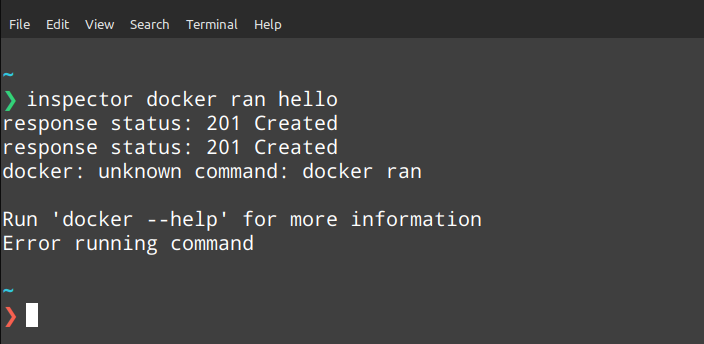 File Edit View Search Terminal Help
~
❯ inspector docker ran hello
response status: 201 Created
response status: 201 Created
docker: unknown command: docker ran
Run 'docker --help' for more information
Error running command
~
❯